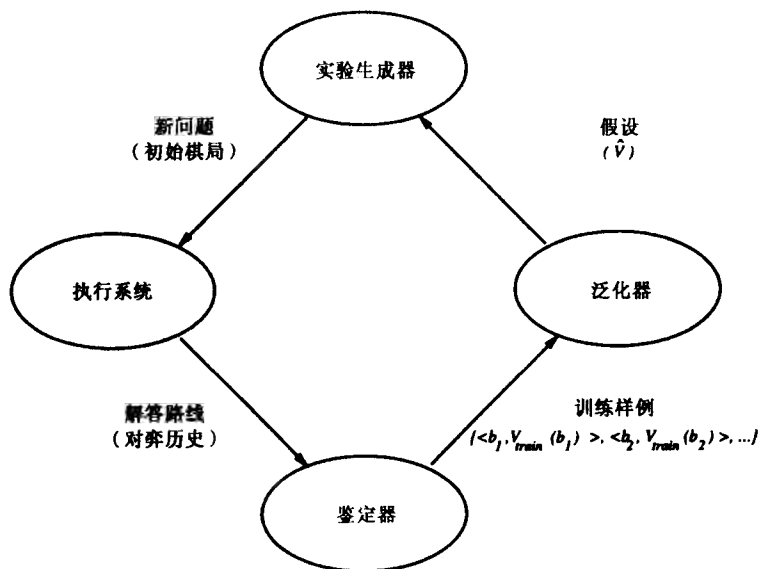 实验生成器
新问题
(初始棋局)
假设
(V̂)
执行系统
泛化器
解答路线
(对弈历史)
训练样例
{<b₁, V_train (b₁) >, <b₂, V_train (b₂) >, ...}
鉴定器